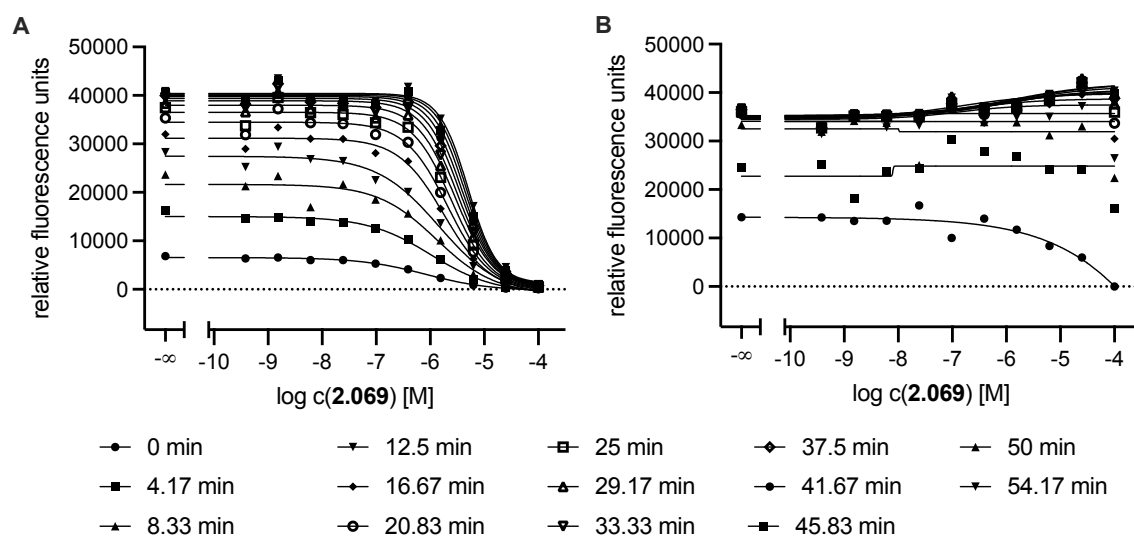 A
relative fluorescence units
50000
40000
30000
20000
10000
0
-∞ -10 -9 -8 -7 -6 -5 -4
log c(2.069) [M]
B
relative fluorescence units
50000
40000
30000
20000
10000
0
-∞ -10 -9 -8 -7 -6 -5 -4
log c(2.069) [M]
0 min 12.5 min 25 min 37.5 min 50 min
4.17 min 16.67 min 29.17 min 41.67 min 54.17 min
8.33 min 20.83 min 33.33 min 45.83 min